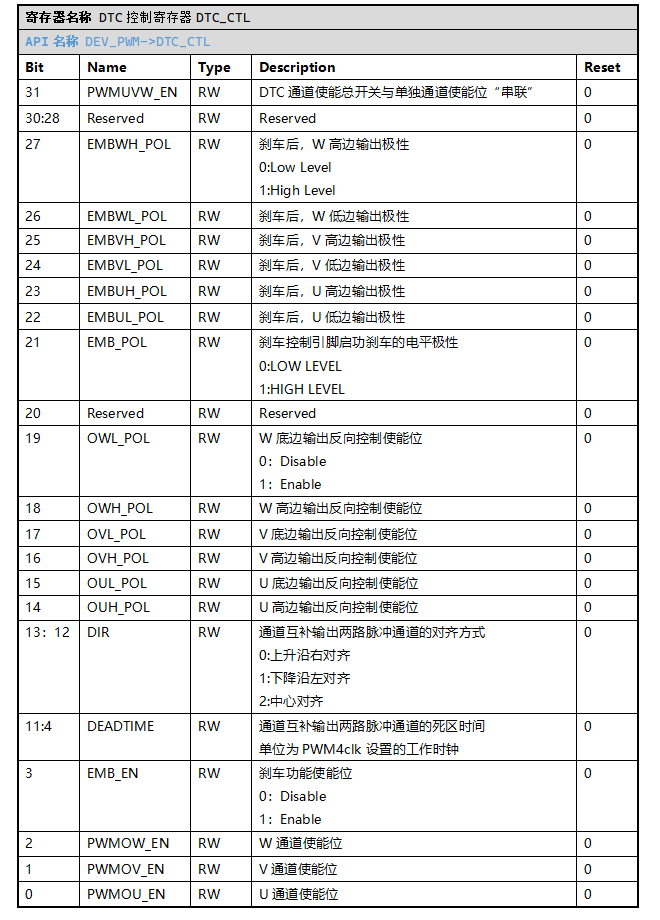 寄存器名称 DTC 控制寄存器 DTC_CTL
API 名称 DEV_PWM->DTC_CTL
Bit Name Type Description Reset
31 PWMUVW_EN RW DTC 通道使能总开关与单独通道使能位“串联” 0
30:28 Reserved RW Reserved 0
27 EMBWH_POL RW 刹车后，W 高边输出极性 0
0:Low Level
1:High Level
26 EMBWL_POL RW 刹车后，W 低边输出极性 0
25 EMBVH_POL RW 刹车后，V 高边输出极性 0
24 EMBVL_POL RW 刹车后，V 低边输出极性 0
23 EMBUH_POL RW 刹车后，U 高边输出极性 0
22 EMBUL_POL RW 刹车后，U 低边输出极性 0
21 EMB_POL RW 刹车控制引脚启功刹车的电平极性 0
0:LOW LEVEL
1:HIGH LEVEL
20 Reserved RW Reserved 0
19 OWL_POL RW W 底边输出反向控制使能位 0
0：Disable
1：Enable
18 OWH_POL RW W 高边输出反向控制使能位 0
17 OVL_POL RW V 底边输出反向控制使能位 0
16 OVH_POL RW V 高边输出反向控制使能位 0
15 OUL_POL RW U 底边输出反向控制使能位 0
14 OUH_POL RW U 高边输出反向控制使能位 0
13：12 DIR RW 通道互补输出两路脉冲通道的对齐方式 0
0:上升沿右对齐
1:下降沿左对齐
2:中心对齐
11:4 DEADTIME RW 通道互补输出两路脉冲通道的死区时间 0
单位为 PWM4clk 设置的工作时钟
3 EMB_EN RW 刹车功能使能位 0
0：Disable
1：Enable
2 PWMOW_EN RW W 通道使能位 0
1 PWMOV_EN RW V 通道使能位 0
0 PWMOU_EN RW U 通道使能位 0